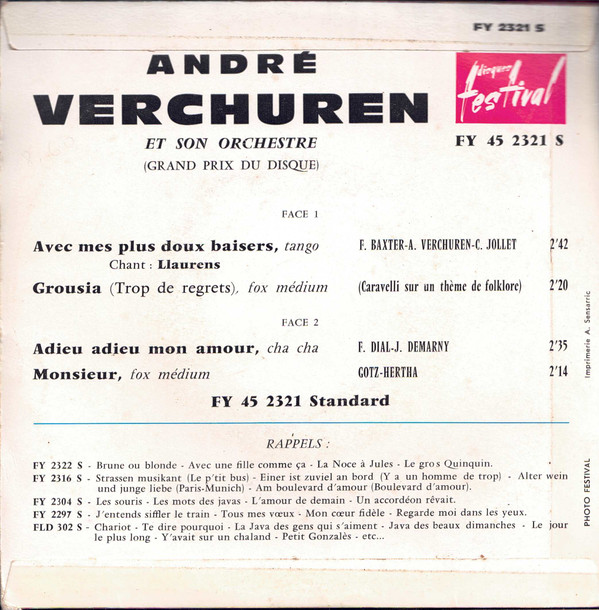 FY 2321 S
ANDRÉ
VERCHUREN
ET SON ORCHESTRE
(GRAND PRIX DU DISQUE)
disques
festival
FY 45 2321 S
FACE 1
Avec mes plus doux baisers, tango F. BAXTER-A. VERCHUREN-C. JOLLET 2'42
Chant : Llaurens
Grousia (Trop de regrets), fox médium (Caravelli sur un thème de folklore) 2'20
FACE 2
Adieu adieu mon amour, cha cha F. DIAL-J. DEMARNY 2'35
Monsieur, fox médium GOTZ-HERTHA 2'14
FY 45 2321 Standard
RAPPELS :
FY 2322 S - Brune ou blonde - Avec une fille comme ça - La Noce à Jules - Le gros Quinquin.
FY 2316 S - Strassen musikant (Le p'tit bus) - Einer ist zuviel an bord (Y a un homme de trop) - Alter wein
und junge liebe (Paris-Munich) - Am boulevard d'amour (Boulevard d'amour).
FY 2304 S - Les souris - Les mots des javas - L'amour de demain - Un accordéon rêvait.
FY 2297 S - J'entends siffler le train - Tous mes vœux - Mon cœur fidèle - Regarde moi dans les yeux.
FLD 302 S - Chariot - Te dire pourquoi - La Java des gens qui s'aiment - Java des beaux dimanches - Le jour
le plus long - Y'avait sur un chaland - Petit Gonzalès - etc...
Imprimerie A. Sensarric
PHOTO FESTIVAL